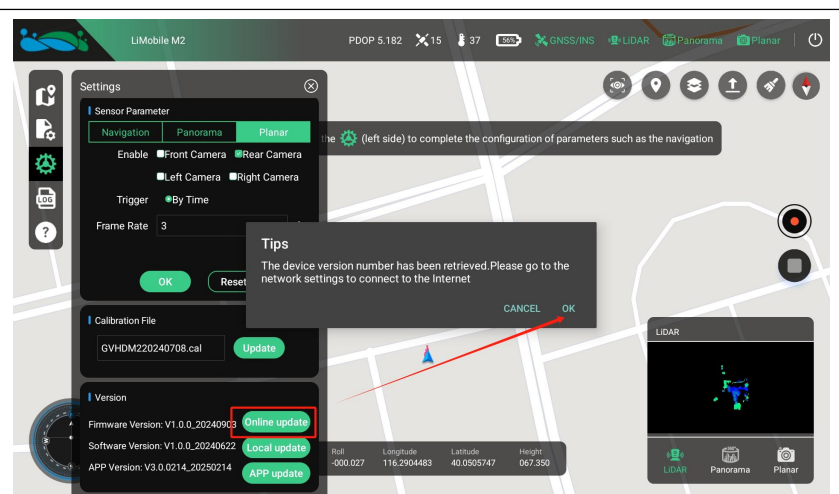 LiMobile M2
PDOP 5.182
15
37
56%
GNSS/INS
LiDAR
Panorama
Planar
Settings
Sensor Parameter
Navigation
Panorama
Planar
the (left side) to complete the configuration of parameters such as the navigation
Enable
Front Camera
Rear Camera
Left Camera
Right Camera
LOG
Trigger
By Time
?
Frame Rate
3
Tips
The device version number has been retrieved.Please go to the
network settings to connect to the Internet
OK
Reset
CANCEL
OK
Calibration File
GVHDM220240708.cal
Update
LiDAR
Version
Firmware Version: V1.0.0_20240903
Online update
Software Version: V1.0.0_20240622
Local update
APP Version: V3.0.0214_20250214
APP update
Roll
Longitude
Latitude
Height
-000.027
116.2904483
40.0505747
067.350
LiDAR
Panorama
Planar